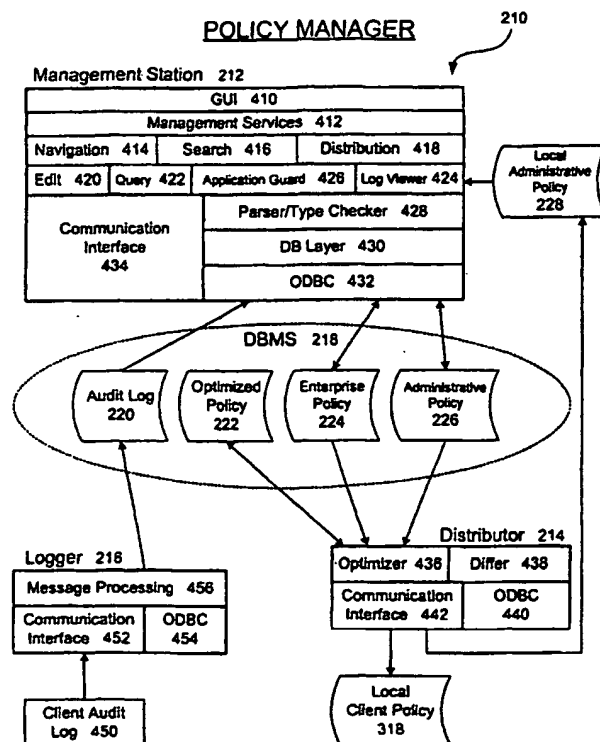 POLICY MANAGER
210
Management Station 212
GUI 410
Management Services 412
Navigation 414
Search 416
Distribution 418
Edit 420
Query 422
Application Guard 426
Log Viewer 424
Communication
Interface
434
Parser/Type Checker 428
DB Layer 430
ODBC 432
Local
Administrative
Policy
228
DBMS 218
Audit Log
220
Optimized
Policy
222
Enterprise
Policy
224
Administrative
Policy
226
Logger 216
Message Processing 456
Communication
Interface 452
ODBC
454
Client Audit
Log 450
Distributor 214
Optimizer 436
Differ 438
Communication
Interface 442
ODBC
440
Local
Client Policy
318